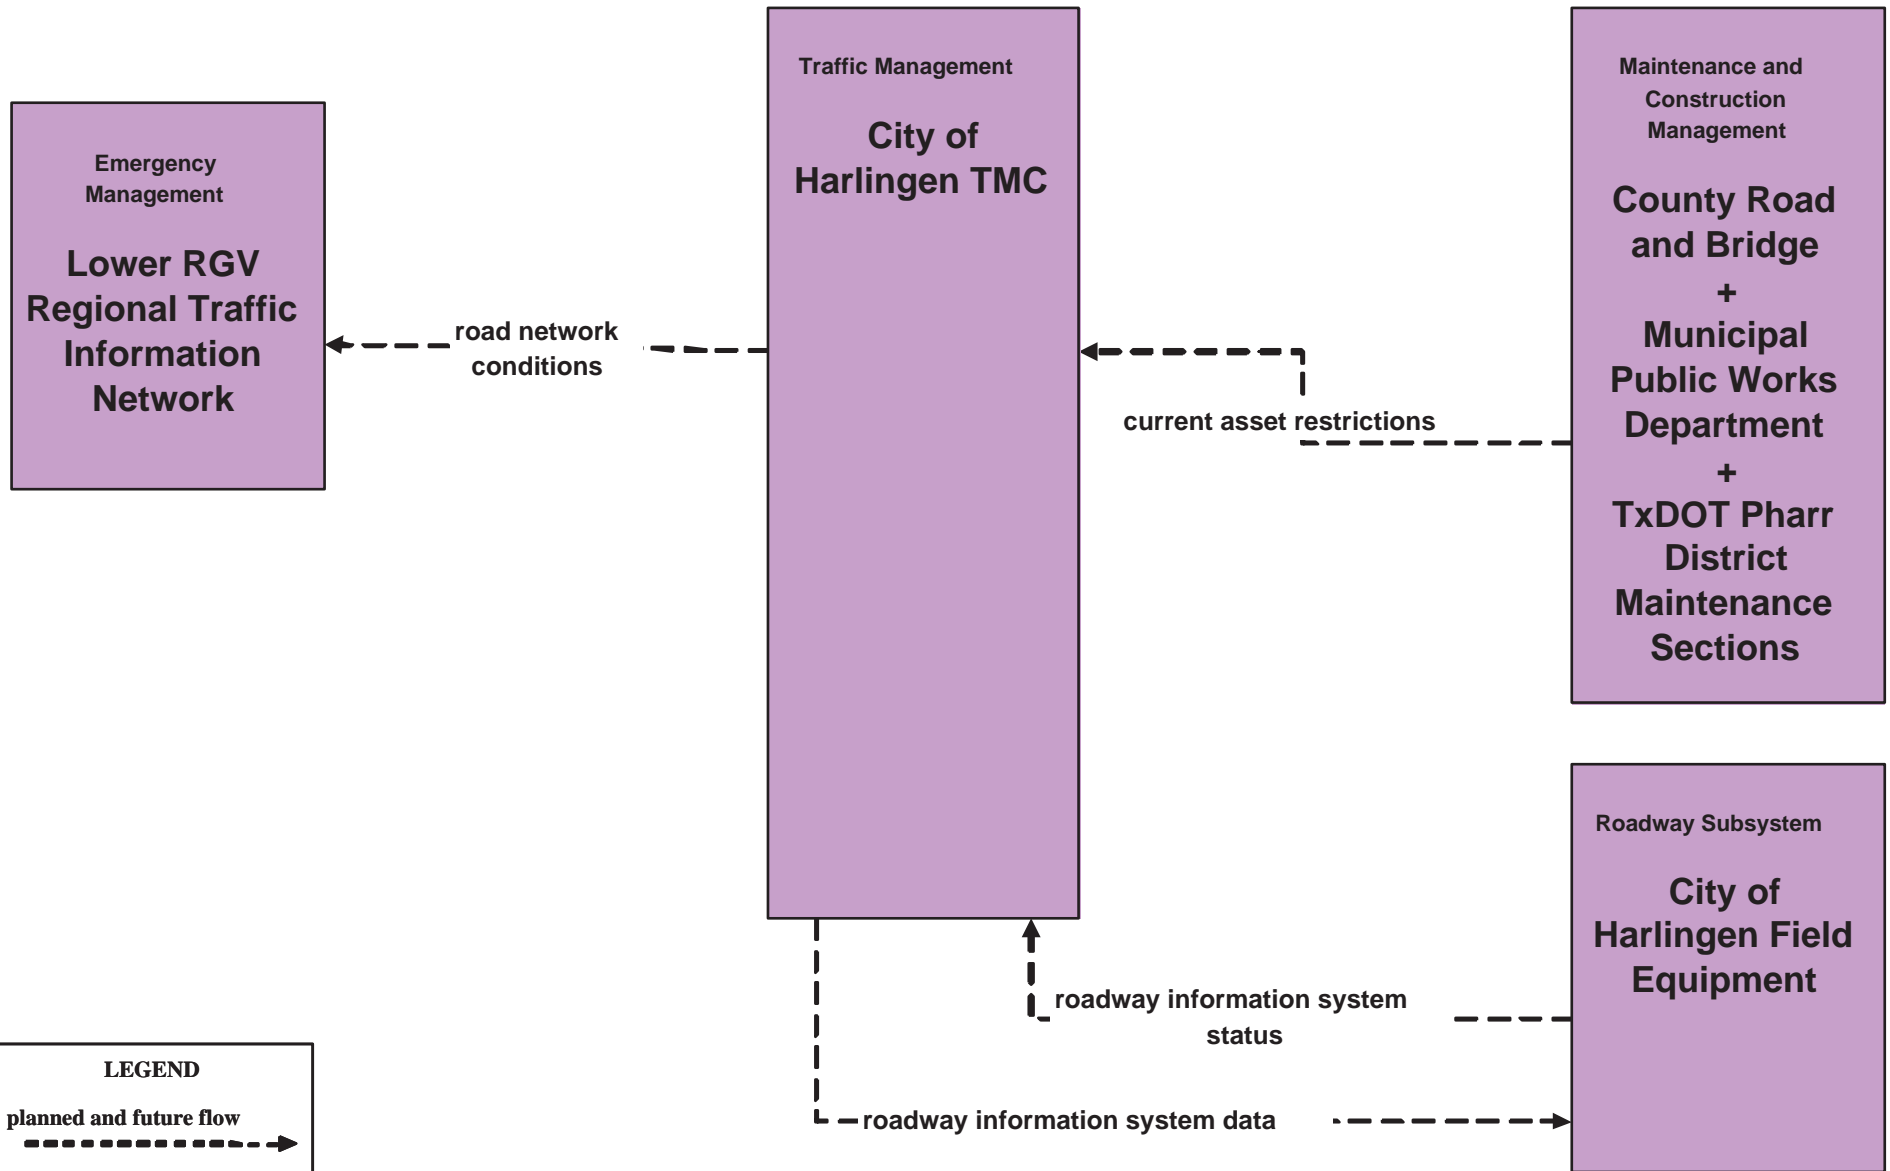 Emergency
Management
Lower RGV
Regional Traffic
Information
Network
road network
conditions
Traffic Management
City of
Harlingen TMC
current asset restrictions
Maintenance and
Construction
Management
County Road
and Bridge
+
Municipal
Public Works
Department
+
TxDOT Pharr
District
Maintenance
Sections
Roadway Subsystem
City of
Harlingen Field
Equipment
roadway information system
status
roadway information system data
LEGEND
planned and future flow